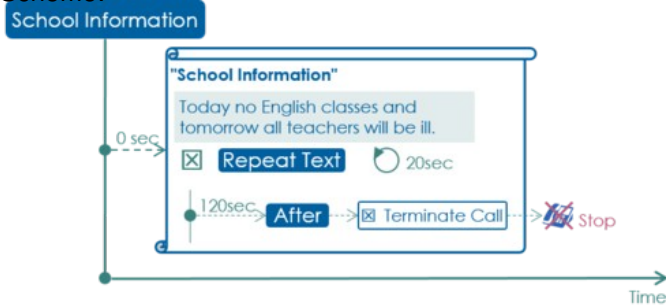 School Information
"School Information"
Today no English classes and
tomorrow all teachers will be ill.
0 sec
Repeat Text
20sec
120sec
After
Terminate Call
Stop
Time